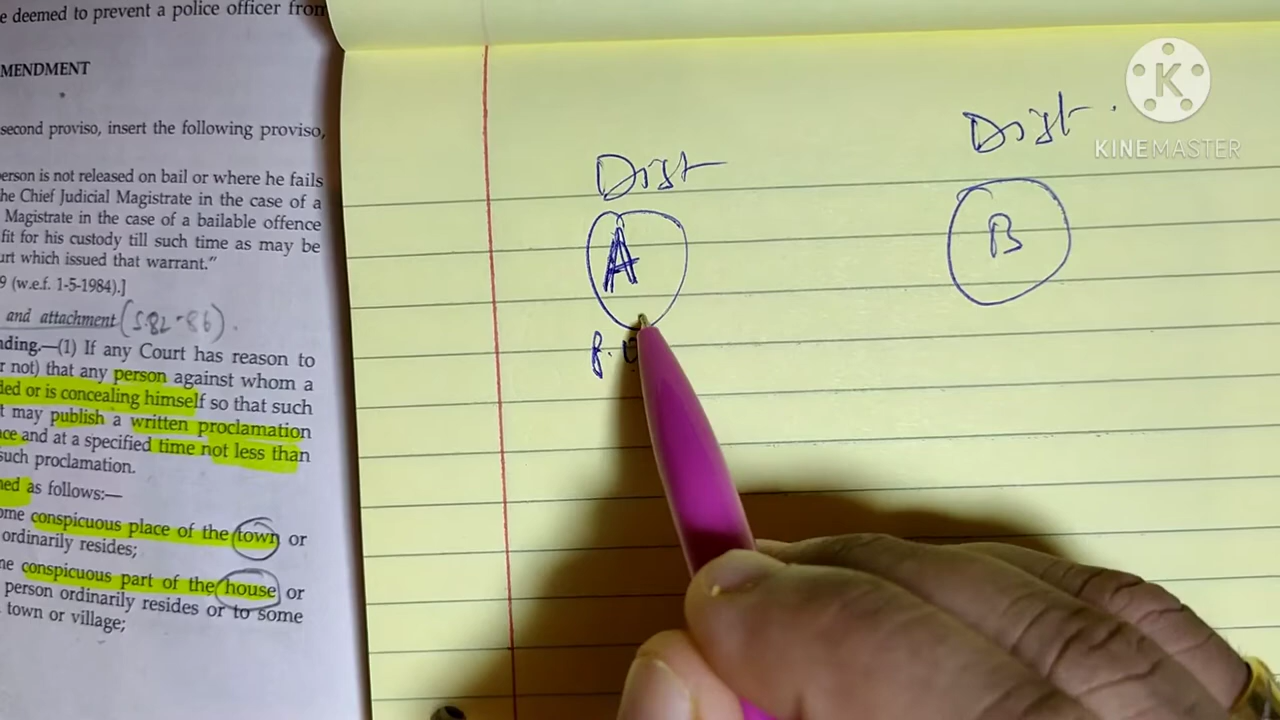 e deemed to prevent a police officer from
MENDMENT
second proviso, insert the following proviso,
erson is not released on bail or where he fails
he Chief Judicial Magistrate in the case of a
Magistrate in the case of a bailable offence
fit for his custody till such time as may be
urt which issued that warrant."
9 (w.e.f. 1-5-1984).]
and attachment (S.82-86).
nding.—(1) If any Court has reason to
r not) that any person against whom a
ded or is concealing himself so that such
t may publish a written proclamation
ace and at a specified time not less than
such proclamation.
ned as follows:—
ome conspicuous place of the town or
ordinarily resides;
ne conspicuous part of the house or
person ordinarily resides or to some
town or village;
Dist
A
Dist.
B
KINEMASTER